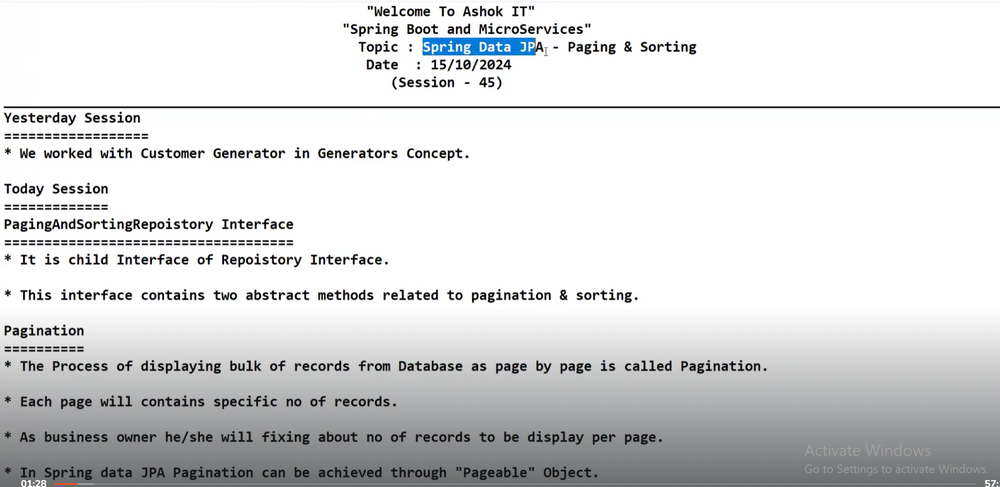 "Welcome To Ashok IT"
"Spring Boot and MicroServices"
Topic : Spring Data JPA - Paging & Sorting
Date : 15/10/2024
(Session - 45)
Yesterday Session
==================
* We worked with Customer Generator in Generators Concept.
Today Session
=============
PagingAndSortingRepoistory Interface
====================================
* It is child Interface of Repoistory Interface.
* This interface contains two abstract methods related to pagination & sorting.
Pagination
==========
* The Process of displaying bulk of records from Database as page by page is called Pagination.
* Each page will contains specific no of records.
* As business owner he/she will fixing about no of records to be display per page.
Activate Windows
Go to Settings to activate Windows.
* In Spring data JPA Pagination can be achieved through "Pageable" Object.
01:28
57: